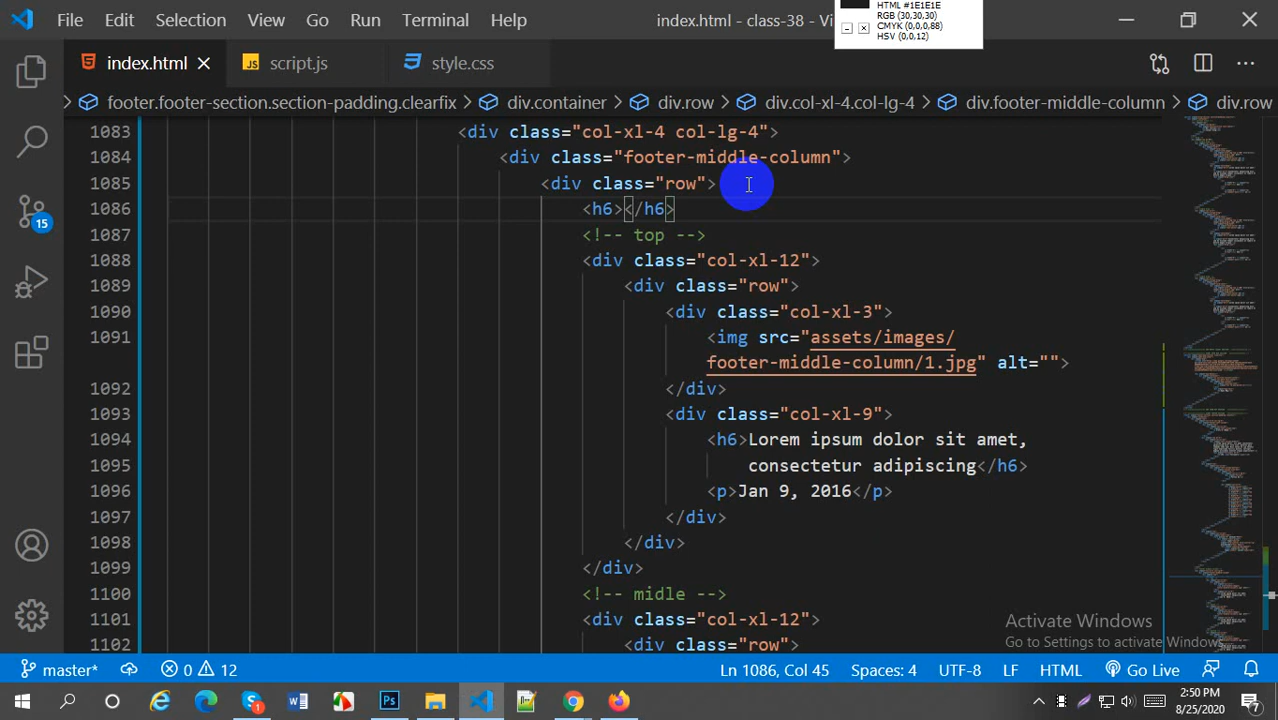 File Edit Selection View Go Run Terminal Help index.html - class-38 - Vi
HTML #1E1E1E
RGB (30,30,30)
CMYK (0,0,0,88)
HSV (0,0,12)
index.html script.js style.css
footer.footer-section.section-padding.clearfix div.container div.row div.col-xl-4.col-lg-4 div.footer-middle-column div.row
1083 <div class="col-xl-4 col-lg-4">
1084 <div class="footer-middle-column">
1085 <div class="row">
1086 <h6></h6>
1087 <!-- top -->
1088 <div class="col-xl-12">
1089 <div class="row">
1090 <div class="col-xl-3">
1091 <img src="assets/images/
footer-middle-column/1.jpg" alt="">
1092 </div>
1093 <div class="col-xl-9">
1094 <h6>Lorem ipsum dolor sit amet,
1095 consectetur adipiscing</h6>
1096 <p>Jan 9, 2016</p>
1097 </div>
1098 </div>
1099 </div>
1100 <!-- midle -->
1101 <div class="col-xl-12">
1102 <div class="row">
15
Activate Windows
Go to Settings to activate Windows.
master* 0 12 Ln 1086, Col 45 Spaces: 4 UTF-8 LF HTML Go Live
2:50 PM
8/25/2020